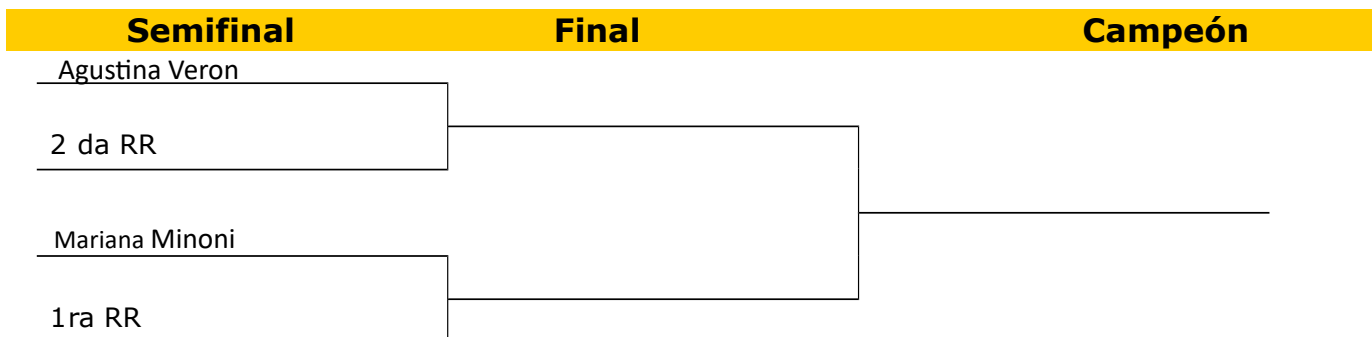 Semifinal Final Campeón
Agustina Veron
2 da RR
Mariana Minoni
1ra RR